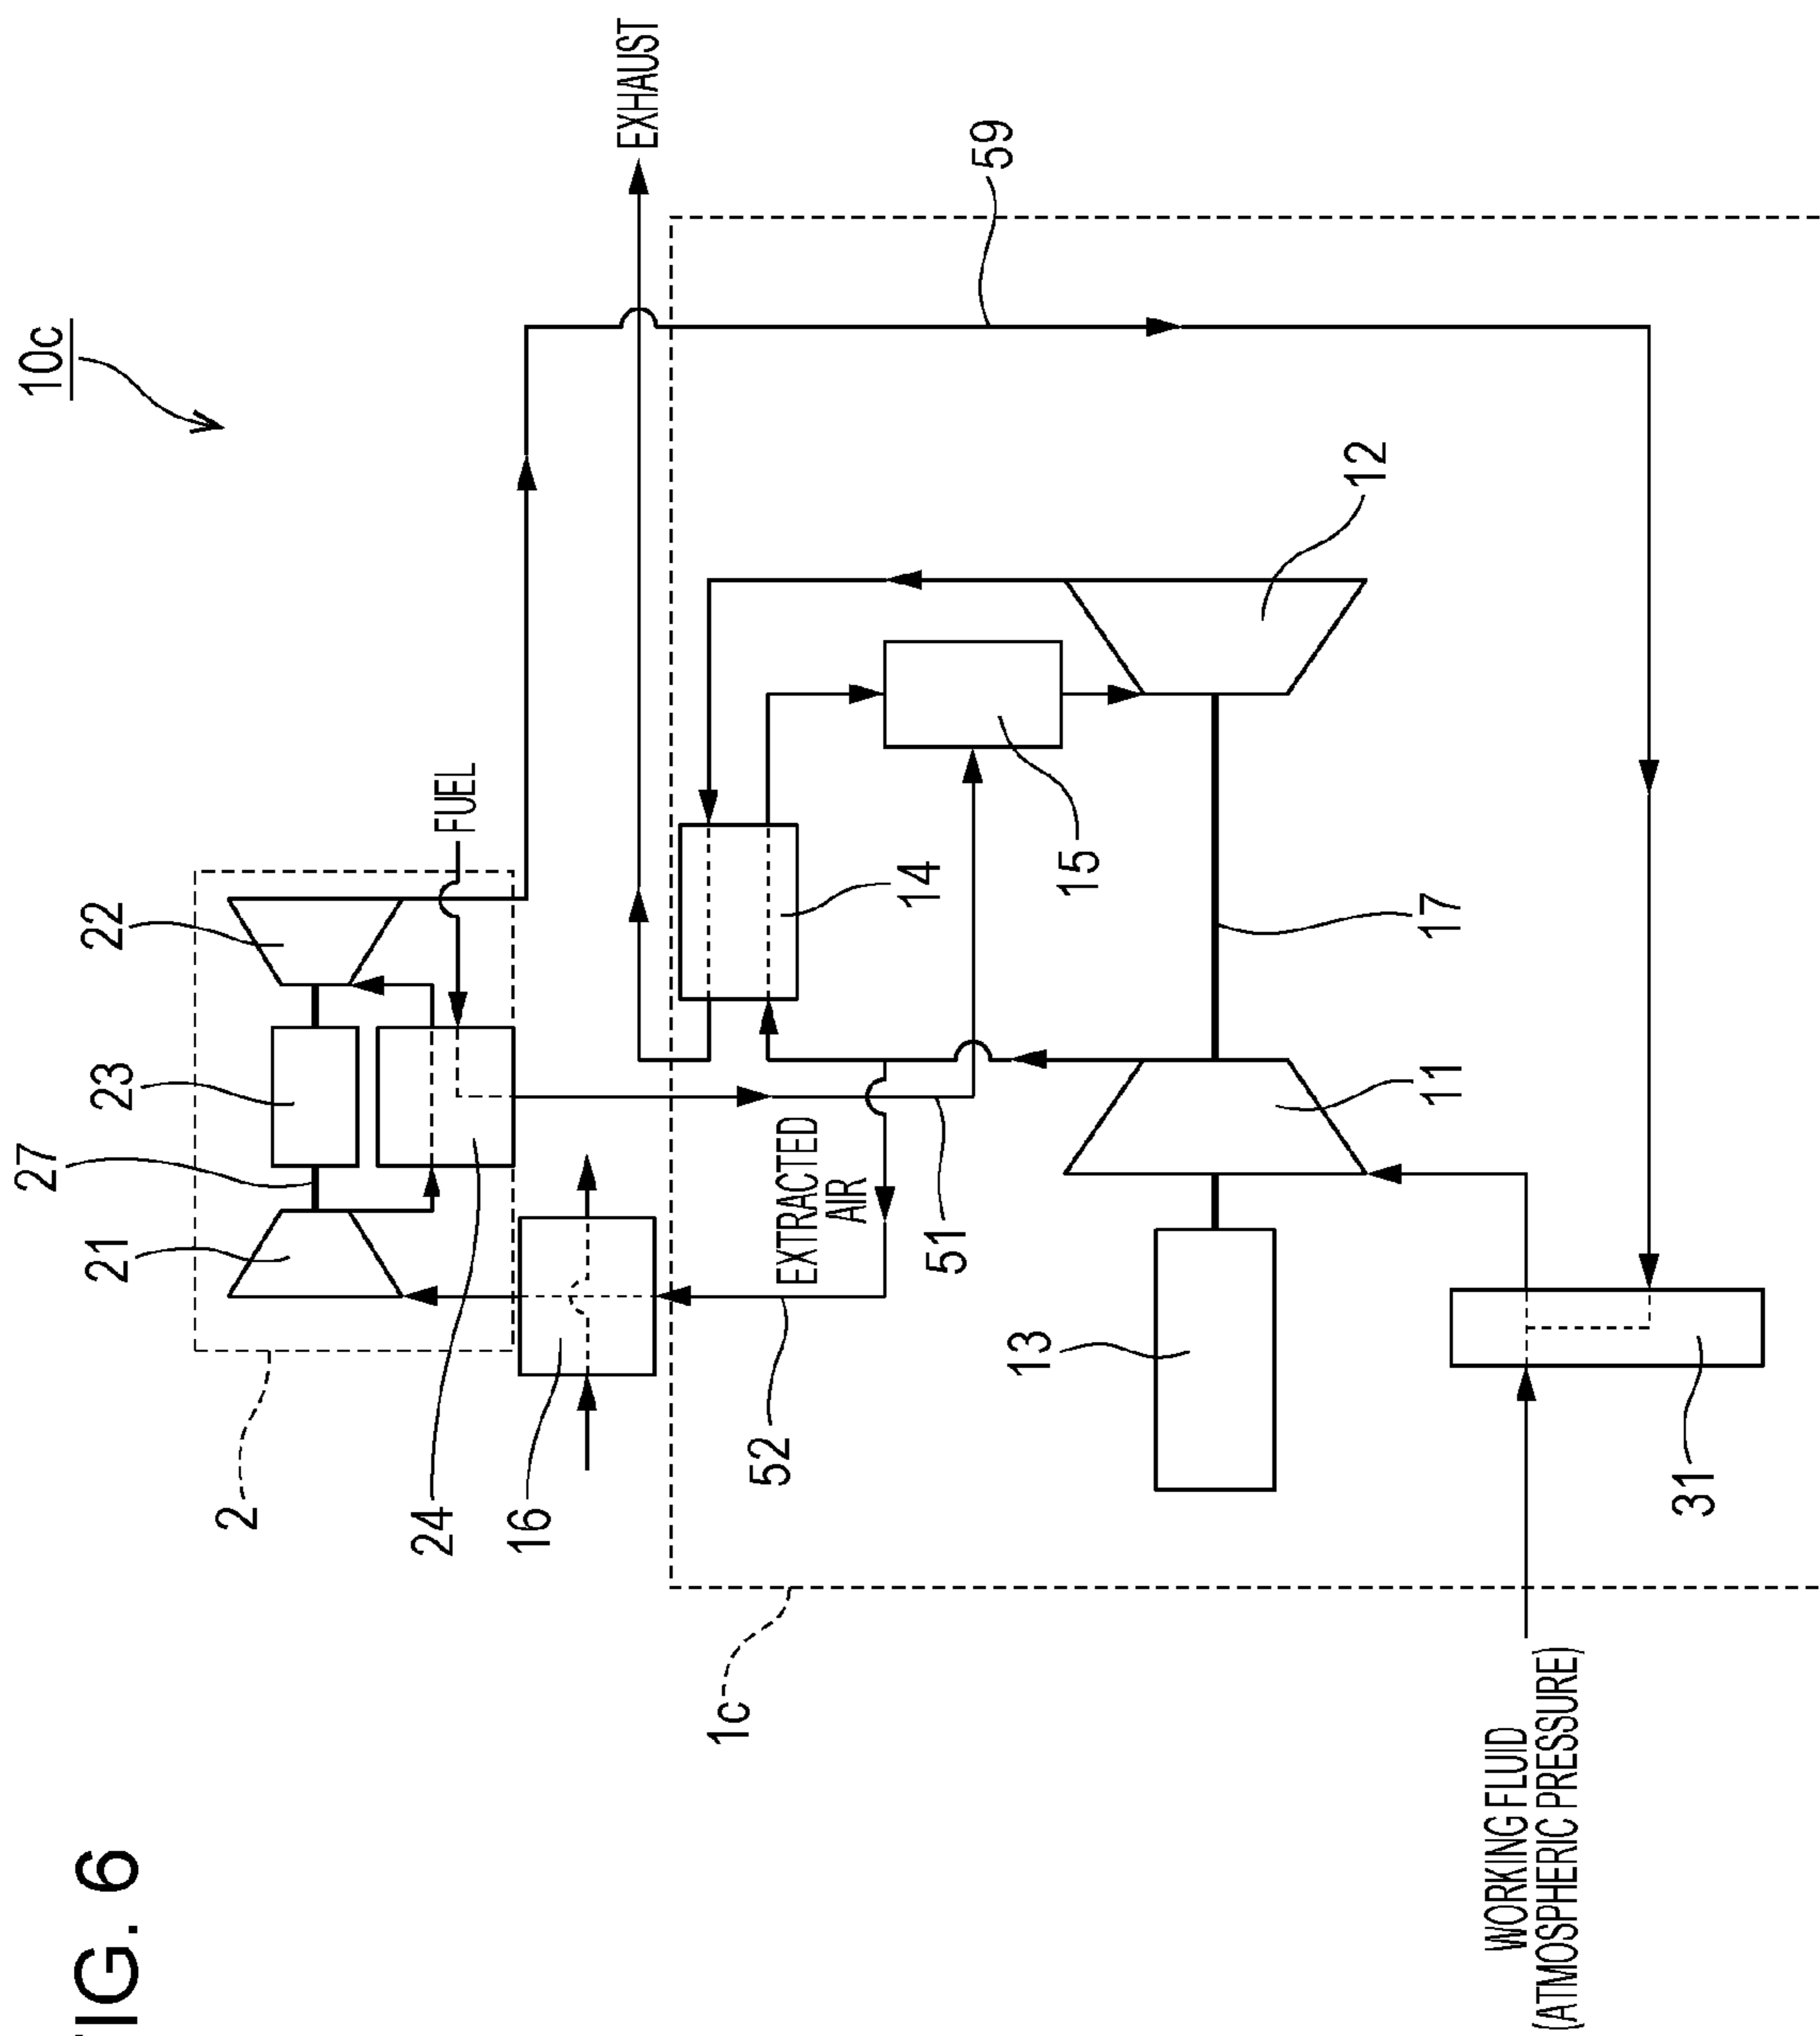 FIG. 6
10c
EXHAUST
59
22
FUEL
23
27
21
2
24
16
14
15
12
17
11
EXTRACTED
AIR
51
52
13
31
1c
WORKING FLUID
(ATMOSPHERIC PRESSURE)